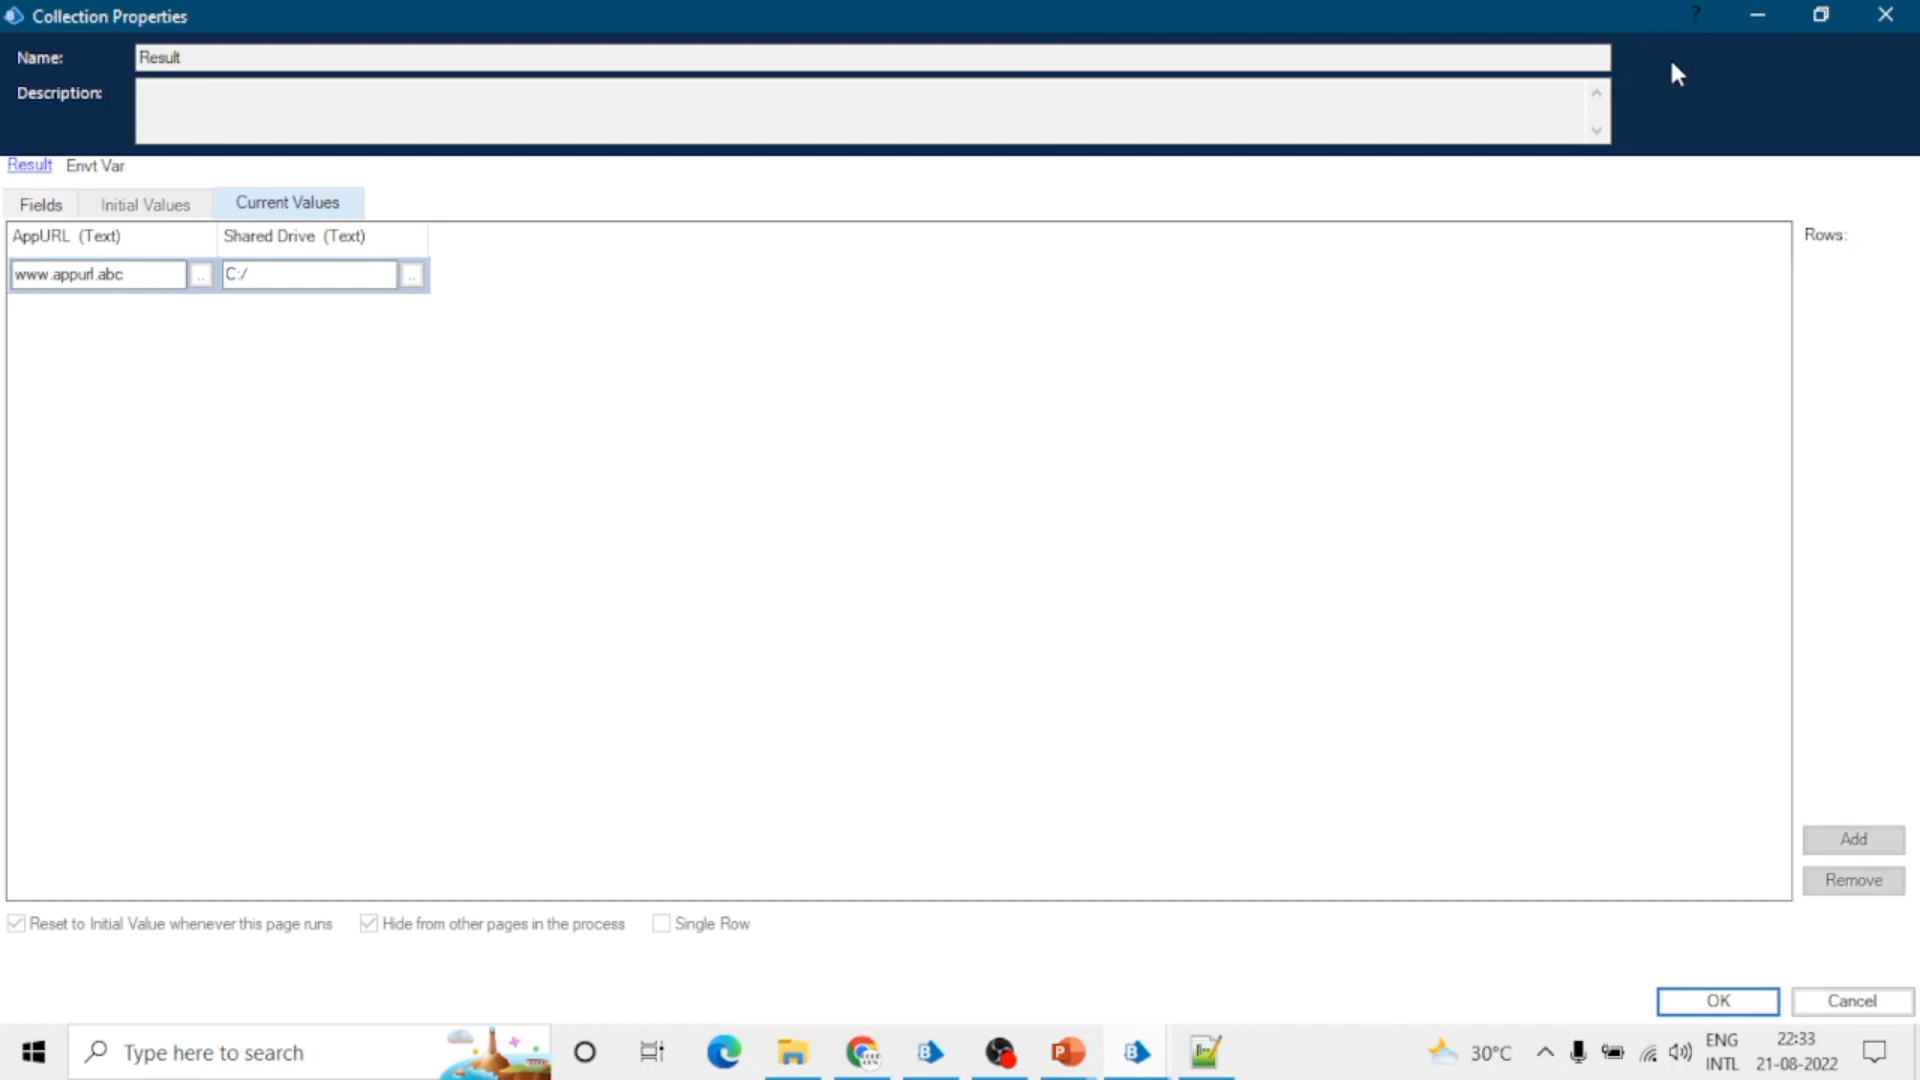 Collection Properties
?
Name:
Result
Description:
Result Envt Var
Fields Initial Values Current Values
AppURL (Text) Shared Drive (Text)
Rows:
www.appurl.abc .. C:/ ..
Add
Remove
Reset to Initial Value whenever this page runs Hide from other pages in the process Single Row
OK Cancel
Type here to search
30°C
ENG
INTL
22:33
21-08-2022